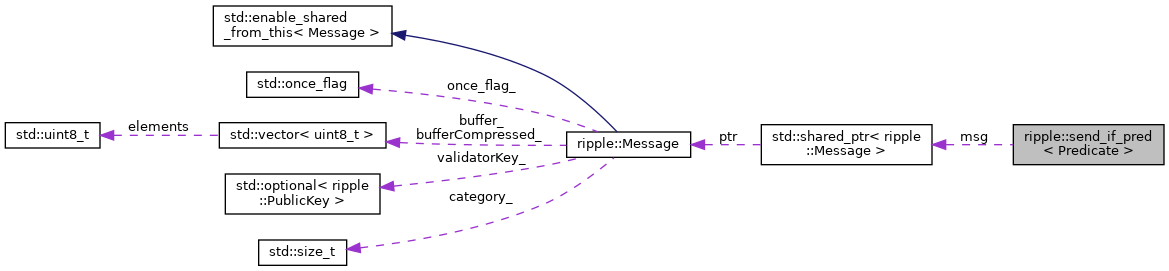 std::enable_shared
_from_this< Message >
std::once_flag
once_flag_
std::uint8_t
elements
std::vector< uint8_t >
buffer_
bufferCompressed_
ripple::Message
ptr
std::shared_ptr< ripple
::Message >
msg
ripple::send_if_pred
< Predicate >
validatorKey_
std::optional< ripple
::PublicKey >
category_
std::size_t